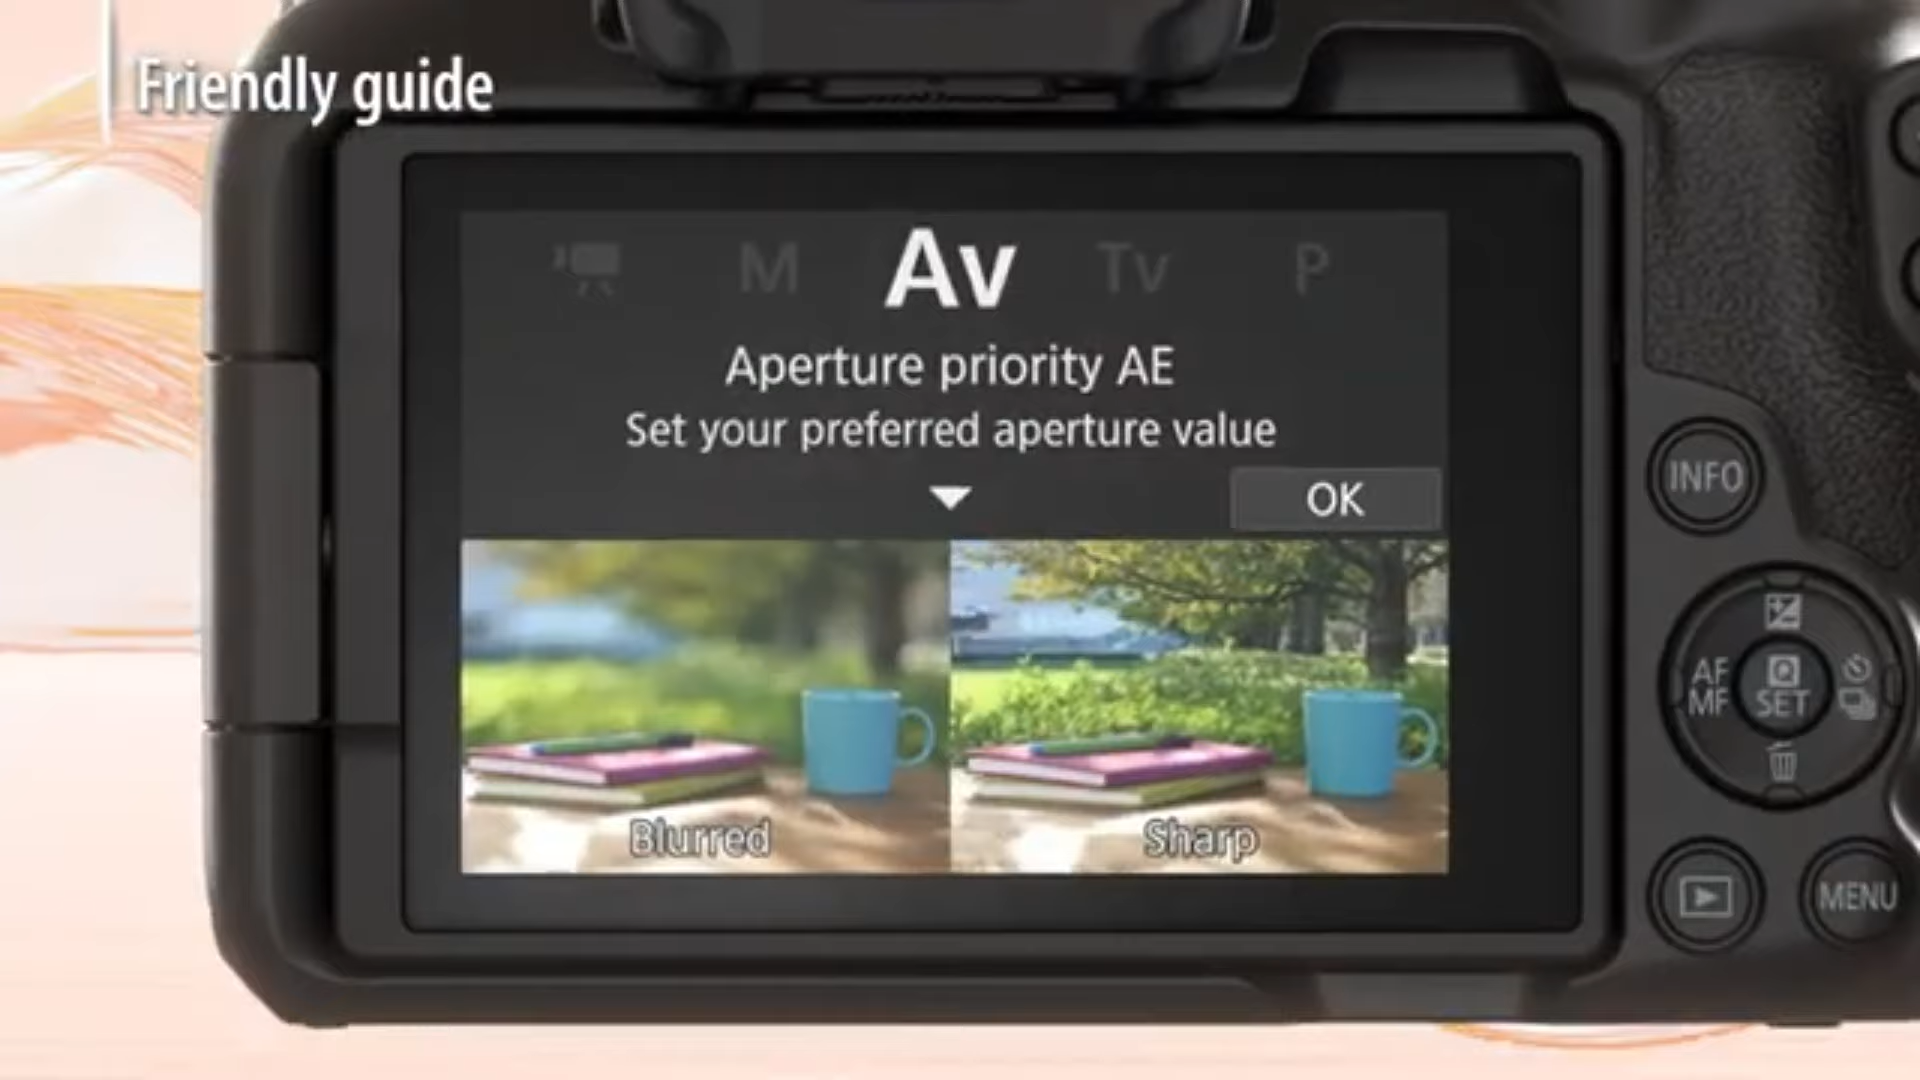 Friendly guide
M Av Tv P
Aperture priority AE
Set your preferred aperture value
OK
Blurred
Sharp
INFO
AF
MF
Q
SET
MENU